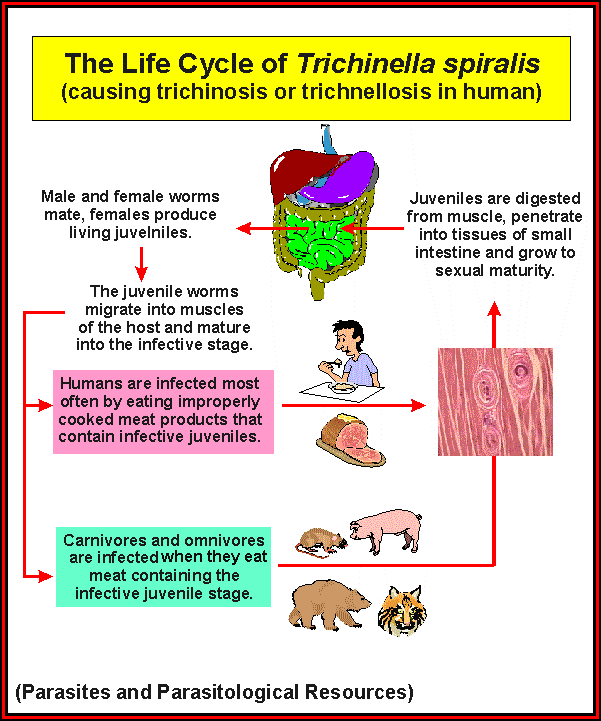 The Life Cycle of Trichinella spiralis
(causing trichinosis or trichnellosis in human)
Male and female worms
mate, females produce
living juvelniles.
Juveniles are digested
from muscle, penetrate
into tissues of small
intestine and grow to
sexual maturity.
The juvenile worms
migrate into muscles
of the host and mature
into the infective stage.
Humans are infected most
often by eating improperly
cooked meat products that
contain infective juveniles.
Carnivores and omnivores
are infected when they eat
meat containing the
infective juvenile stage.
(Parasites and Parasitological Resources)